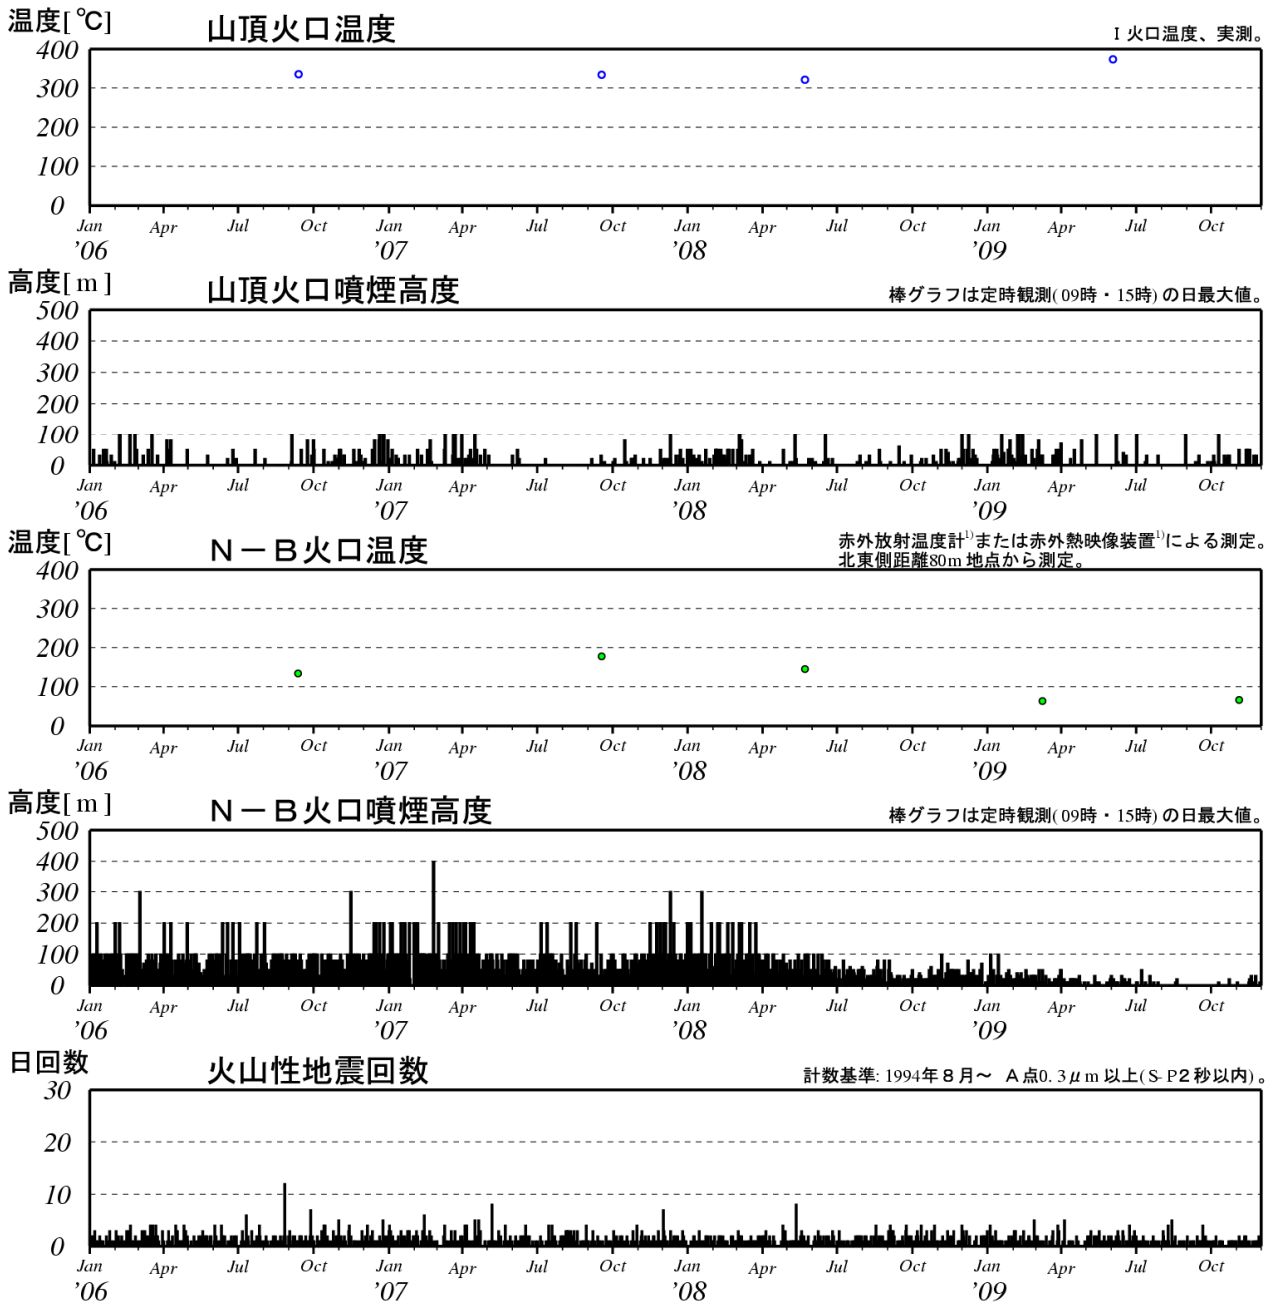 温度[℃] 山頂火口温度 I 火口温度、実測。
400
300
200
100
0
Jan Apr Jul Oct Jan Apr Jul Oct Jan Apr Jul Oct Jan Apr Jul Oct
'06 '07 '08 '09
高度[m] 山頂火口噴煙高度 棒グラフは定時観測(09時・15時)の日最大値。
500
400
300
200
100
0
Jan Apr Jul Oct Jan Apr Jul Oct Jan Apr Jul Oct Jan Apr Jul Oct
'06 '07 '08 '09
温度[℃] N－B火口温度 赤外放射温度計1)または赤外熱映像装置1)による測定。
北東側距離80m地点から測定。
400
300
200
100
0
Jan Apr Jul Oct Jan Apr Jul Oct Jan Apr Jul Oct Jan Apr Jul Oct
'06 '07 '08 '09
高度[m] N－B火口噴煙高度 棒グラフは定時観測(09時・15時)の日最大値。
500
400
300
200
100
0
Jan Apr Jul Oct Jan Apr Jul Oct Jan Apr Jul Oct Jan Apr Jul Oct
'06 '07 '08 '09
日回数 火山性地震回数 計数基準: 1994年8月～ A点0.3μm以上(S-P2秒以内)。
30
20
10
0
Jan Apr Jul Oct Jan Apr Jul Oct Jan Apr Jul Oct Jan Apr Jul Oct
'06 '07 '08 '09